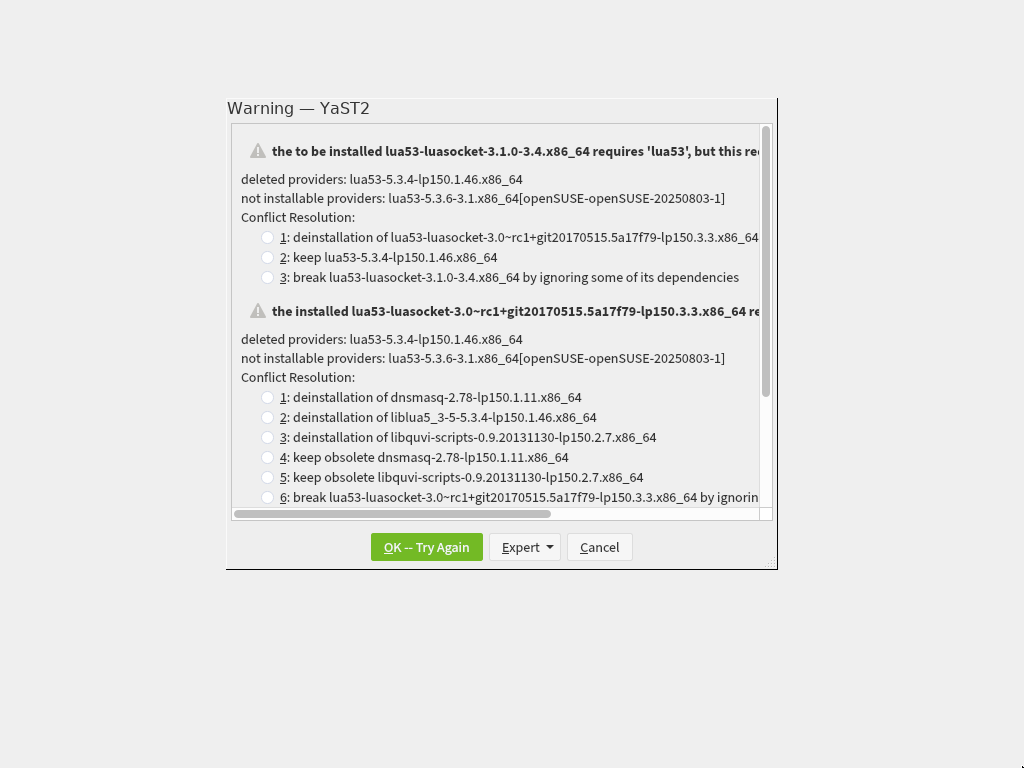 Warning — YaST2
the to be installed lua53-luasocket-3.1.0-3.4.x86_64 requires 'lua53', but this
deleted providers: lua53-5.3.4-lp150.1.46.x86_64
not installable providers: lua53-5.3.6-3.1.x86_64[openSUSE-openSUSE-20250803-1]
Conflict Resolution:
1: deinstallation of lua53-luasocket-3.0~rc1+git20170515.5a17f79-lp150.3.3.x86_64
2: keep lua53-5.3.4-lp150.1.46.x86_64
3: break lua53-luasocket-3.1.0-3.4.x86_64 by ignoring some of its dependencies
the installed lua53-luasocket-3.0~rc1+git20170515.5a17f79-lp150.3.3.x86_64 re
deleted providers: lua53-5.3.4-lp150.1.46.x86_64
not installable providers: lua53-5.3.6-3.1.x86_64[openSUSE-openSUSE-20250803-1]
Conflict Resolution:
1: deinstallation of dnsmasq-2.78-lp150.1.11.x86_64
2: deinstallation of liblua5_3-5-5.3.4-lp150.1.46.x86_64
3: deinstallation of libquvi-scripts-0.9.20131130-lp150.2.7.x86_64
4: keep obsolete dnsmasq-2.78-lp150.1.11.x86_64
5: keep obsolete libquvi-scripts-0.9.20131130-lp150.2.7.x86_64
6: break lua53-luasocket-3.0~rc1+git20170515.5a17f79-lp150.3.3.x86_64 by ignorin
OK -- Try Again
Expert
Cancel